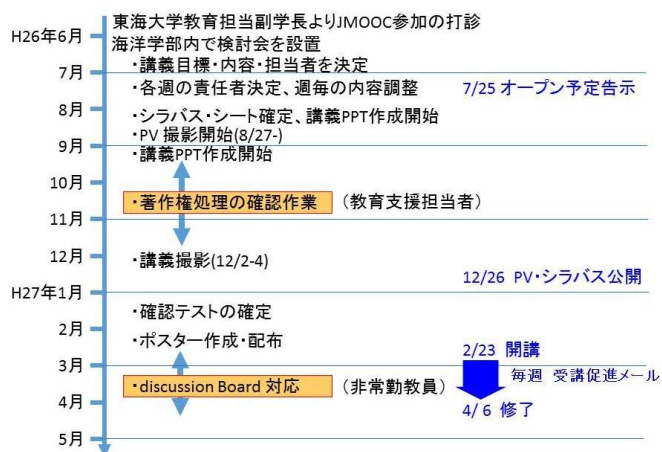 東海大学教育担当副学長よりJMOOC参加の打診
H26年6月
海洋学部内で検討会を設置
・講義目標・内容・担当者を決定
7月
・各週の責任者決定、週毎の内容調整
7/25 オープン予定告示
8月
・シラバス・シート確定、講義PPT作成開始
・PV 撮影開始(8/27-)
9月
・講義PPT作成開始
10月
・著作権処理の確認作業 （教育支援担当者）
11月
12月
・講義撮影(12/2-4)
12/26 PV・シラバス公開
H27年1月
・確認テストの確定
2月
・ポスター作成・配布
2/23 開講
3月
毎週 受講促進メール
・discussion Board 対応 （非常勤教員）
4月
4/ 6 修了
5月